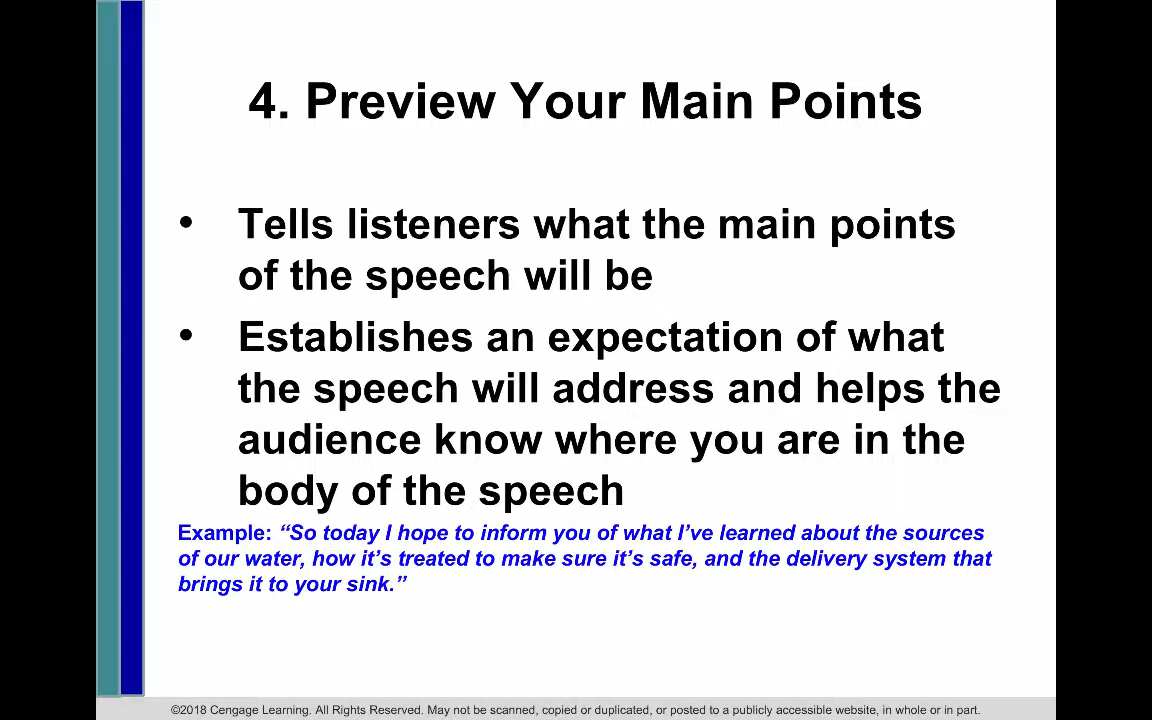 4. Preview Your Main Points
• Tells listeners what the main points
of the speech will be
• Establishes an expectation of what
the speech will address and helps the
audience know where you are in the
body of the speech
Example: “So today I hope to inform you of what I’ve learned about the sources
of our water, how it’s treated to make sure it’s safe, and the delivery system that
brings it to your sink.”
©2018 Cengage Learning. All Rights Reserved. May not be scanned, copied or duplicated, or posted to a publicly accessible website, in whole or in part.